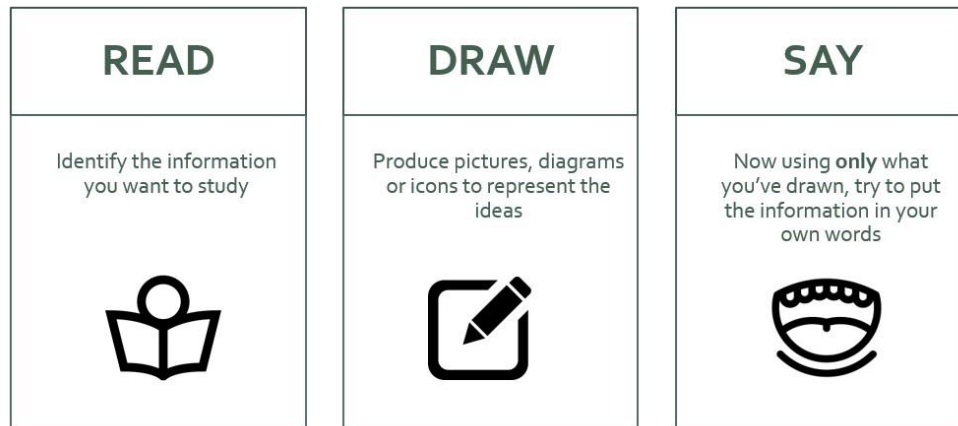 READ
Identify the information
you want to study
DRAW
Produce pictures, diagrams
or icons to represent the
ideas
SAY
Now using only what
you've drawn, try to put
the information in your
own words